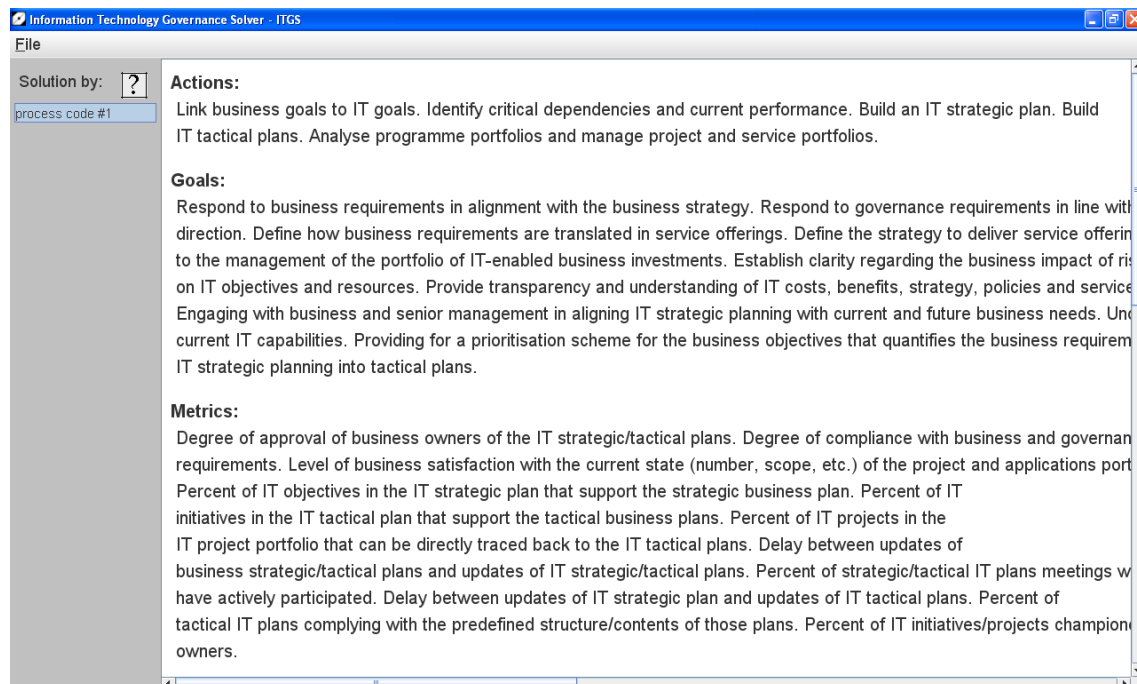 Information Technology Governance Solver - ITGS
File
Solution by: ?
process code #1
Actions:
Link business goals to IT goals. Identify critical dependencies and current performance. Build an IT strategic plan. Build
IT tactical plans. Analyse programme portfolios and manage project and service portfolios.
Goals:
Respond to business requirements in alignment with the business strategy. Respond to governance requirements in line with
direction. Define how business requirements are translated in service offerings. Define the strategy to deliver service offerin
to the management of the portfolio of IT-enabled business investments. Establish clarity regarding the business impact of ris
on IT objectives and resources. Provide transparency and understanding of IT costs, benefits, strategy, policies and service
Engaging with business and senior management in aligning IT strategic planning with current and future business needs. Und
current IT capabilities. Providing for a prioritisation scheme for the business objectives that quantifies the business requirem
IT strategic planning into tactical plans.
Metrics:
Degree of approval of business owners of the IT strategic/tactical plans. Degree of compliance with business and governan
requirements. Level of business satisfaction with the current state (number, scope, etc.) of the project and applications port
Percent of IT objectives in the IT strategic plan that support the strategic business plan. Percent of IT
initiatives in the IT tactical plan that support the tactical business plans. Percent of IT projects in the
IT project portfolio that can be directly traced back to the IT tactical plans. Delay between updates of
business strategic/tactical plans and updates of IT strategic/tactical plans. Percent of strategic/tactical IT plans meetings w
have actively participated. Delay between updates of IT strategic plan and updates of IT tactical plans. Percent of
tactical IT plans complying with the predefined structure/contents of those plans. Percent of IT initiatives/projects champion
owners.